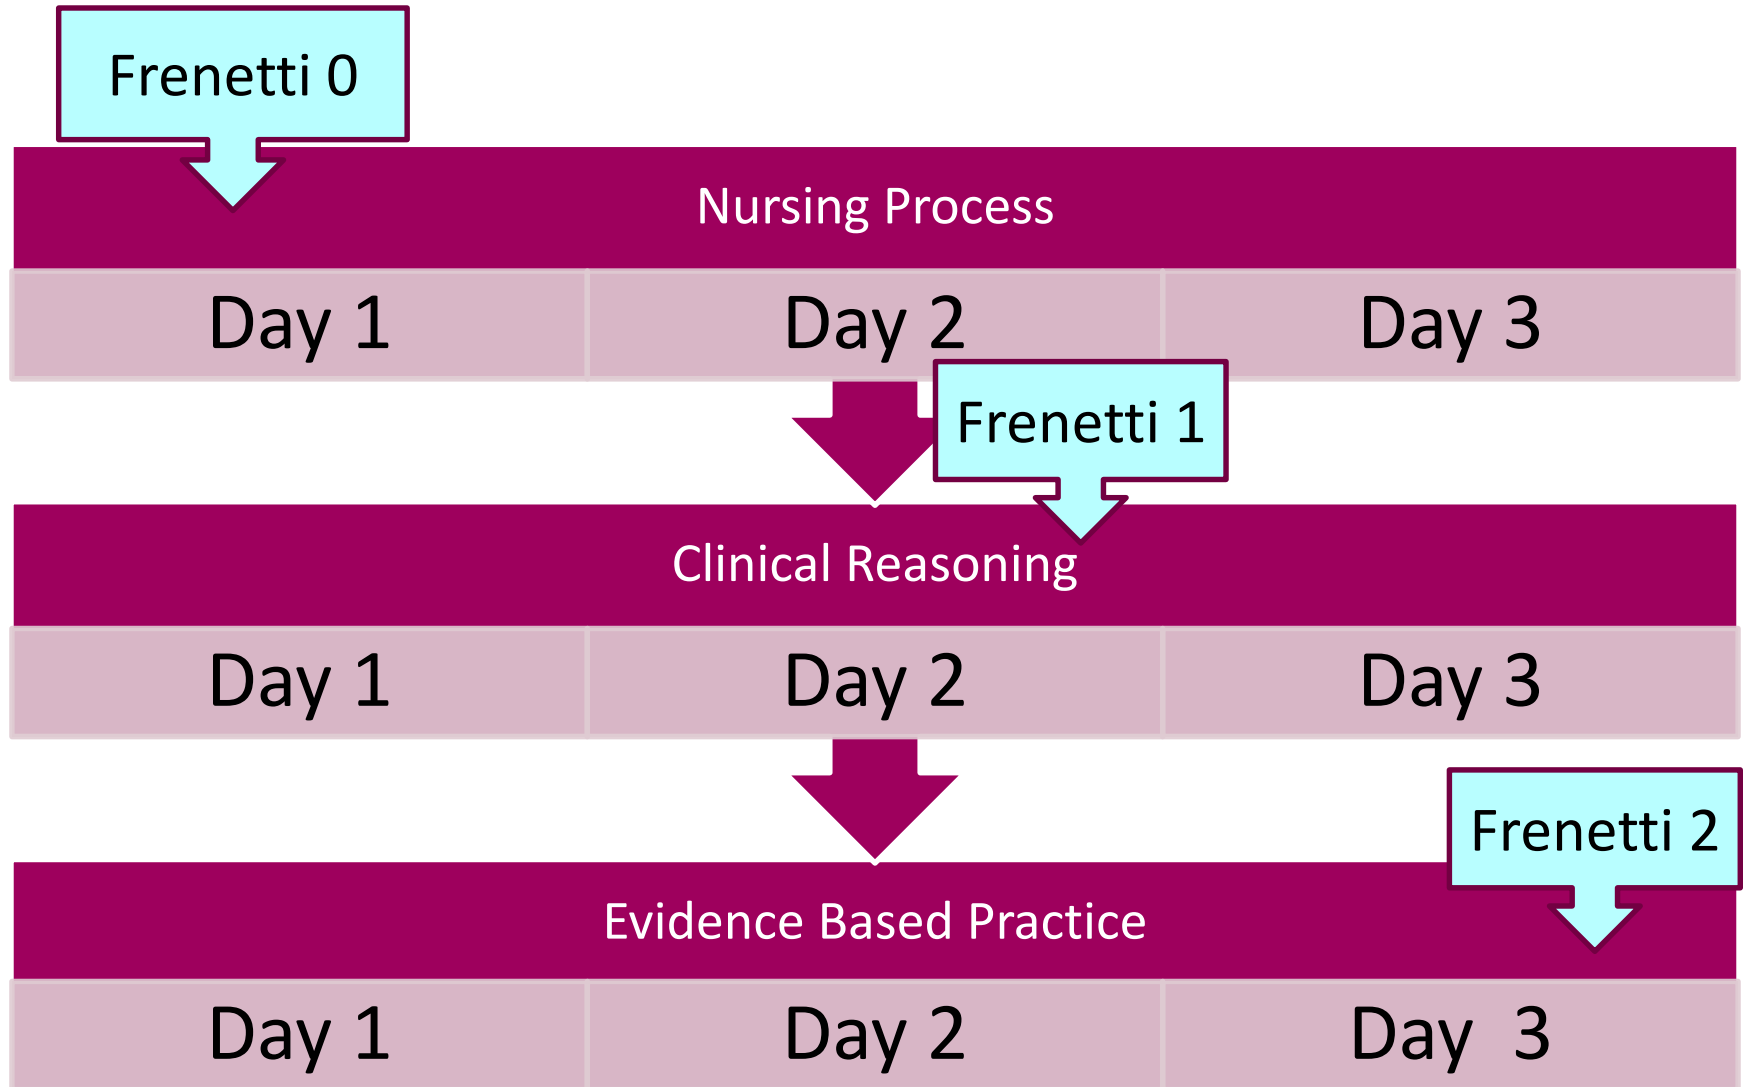 Frenetti 0
Nursing Process
Day 1 Day 2 Day 3
Frenetti 1
Clinical Reasoning
Day 1 Day 2 Day 3
Frenetti 2
Evidence Based Practice
Day 1 Day 2 Day 3